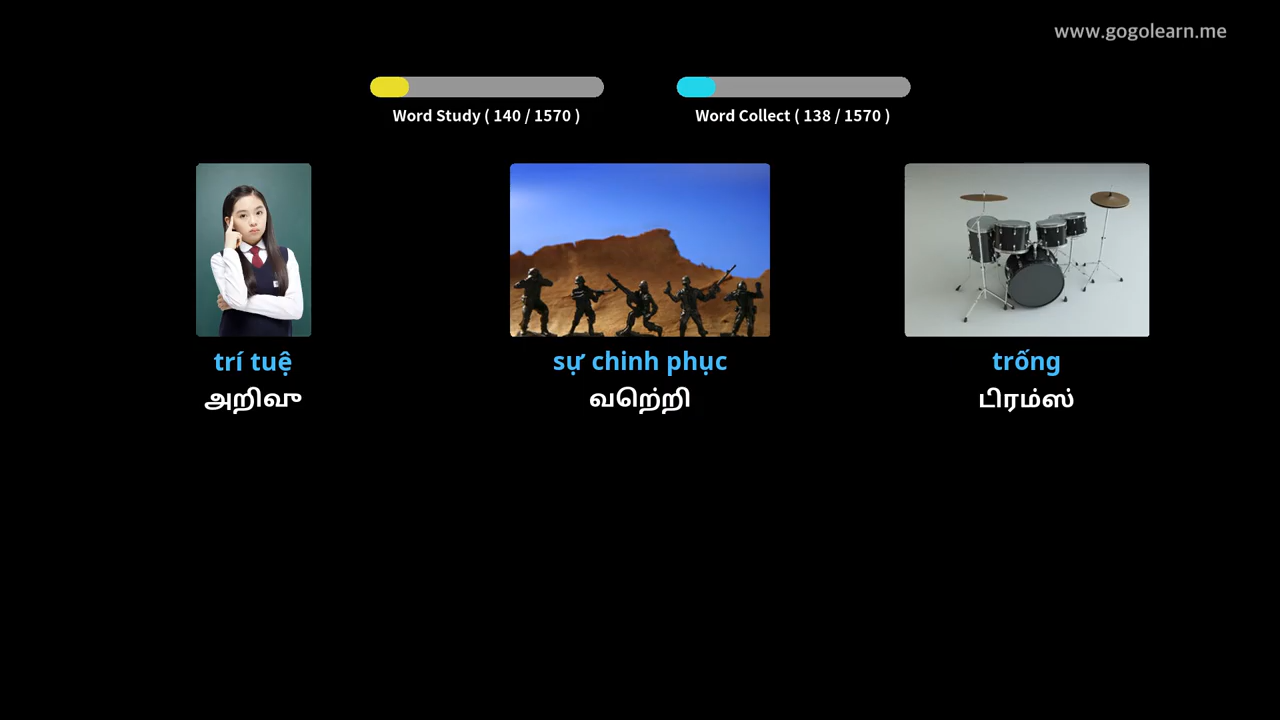 www.gogolearn.me
Word Study ( 140 / 1570 )
Word Collect ( 138 / 1570 )
trí tuệ
அறிவு
sự chinh phục
வெற்றி
trống
டிரம்ஸ்